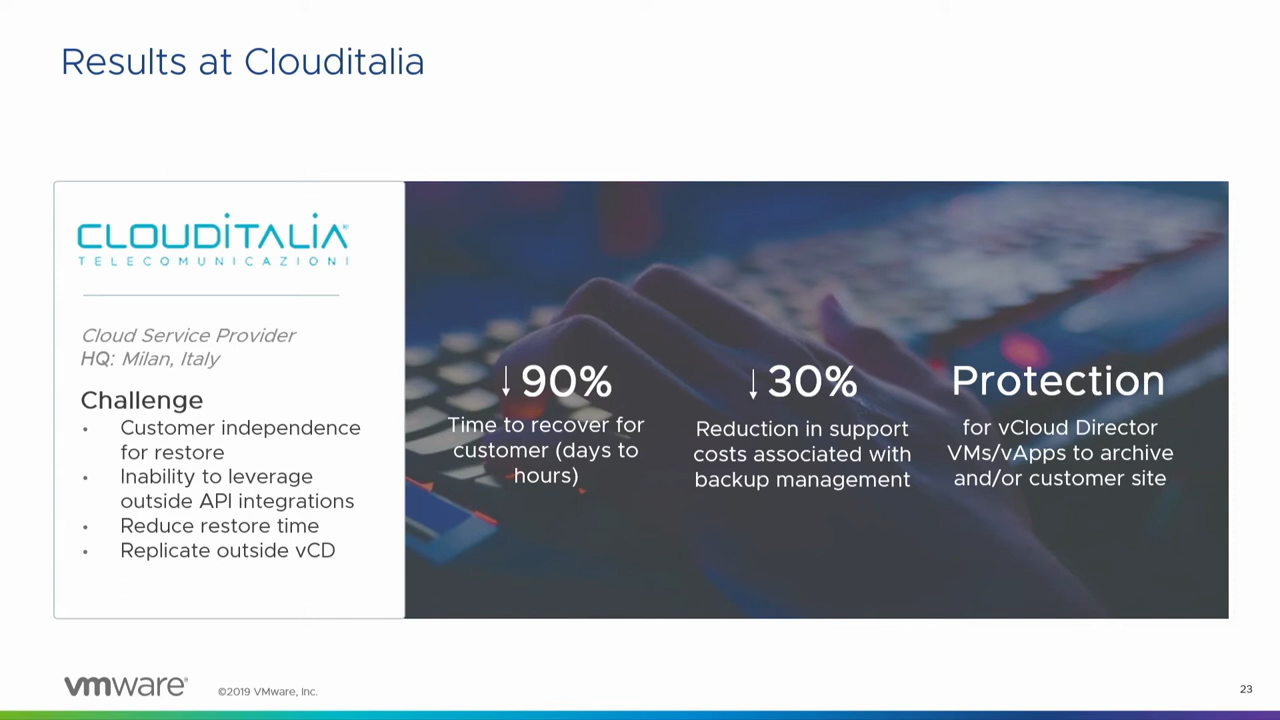 Results at Clouditalia
CLOUDITALIA®
TELECOMUNICAZIONI
Cloud Service Provider
HQ: Milan, Italy
Challenge
• Customer independence
for restore
• Inability to leverage
outside API integrations
• Reduce restore time
• Replicate outside vCD
↓90%
Time to recover for
customer (days to
hours)
↓30%
Reduction in support
costs associated with
backup management
Protection
for vCloud Director
VMs/vApps to archive
and/or customer site
vmware®
©2019 VMware, Inc.
23